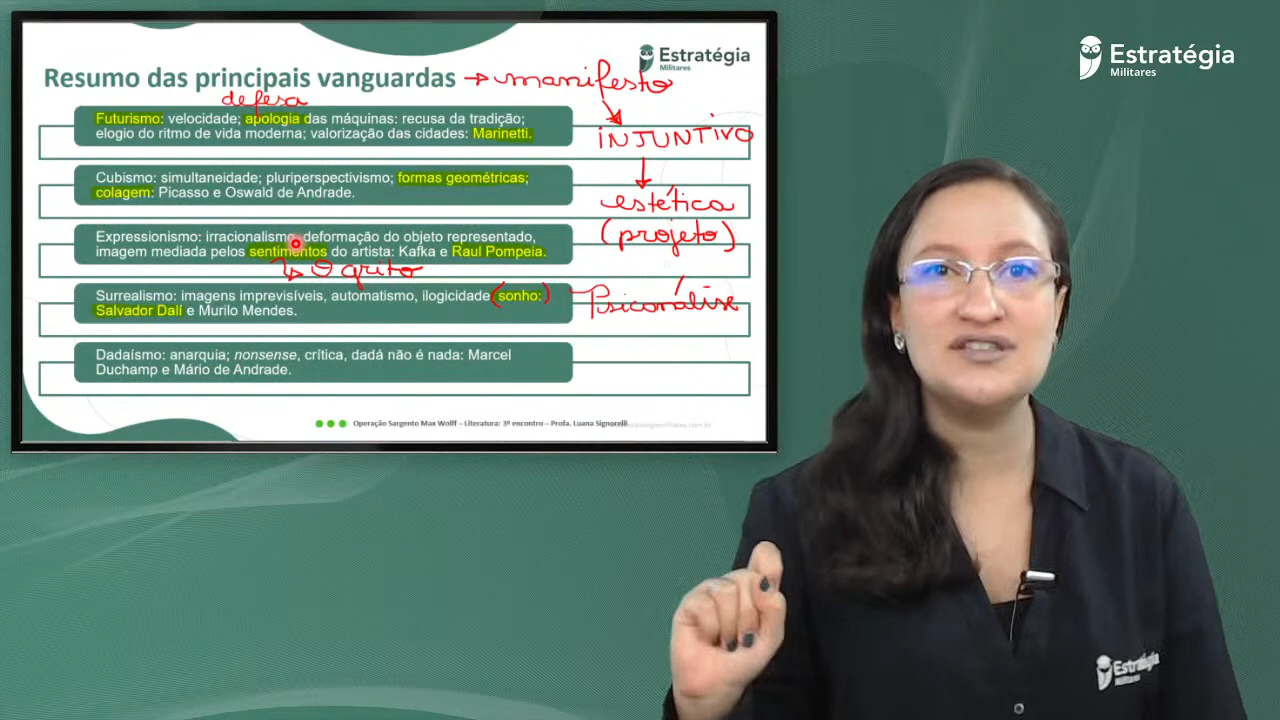 Estratégia
Militares
Resumo das principais vanguardas → manifesto
defesa
Futurismo: velocidade; apologia das máquinas: recusa da tradição;
elogio do ritmo de vida moderna; valorização das cidades: Marinetti.
INJUNTIVO
Cubismo: simultaneidade; pluriperspectivismo; formas geométricas;
colagem: Picasso e Oswald de Andrade.
estética
(projeto)
Expressionismo: irracionalismo, deformação do objeto representado,
imagem mediada pelos sentimentos do artista: Kafka e Raul Pompeia.
O grito
Surrealismo: imagens imprevisíveis, automatismo, ilogicidade (sonho:)
Salvador Dalí e Murilo Mendes.
Psicanálise
Dadaísmo: anarquia; nonsense, crítica, dadá não é nada: Marcel
Duchamp e Mário de Andrade.
Operação Sargento Max Wolff – Literatura: 3º encontro – Profa. Luana Signorelli
Estratégia
Militares
Estratégia
Militares